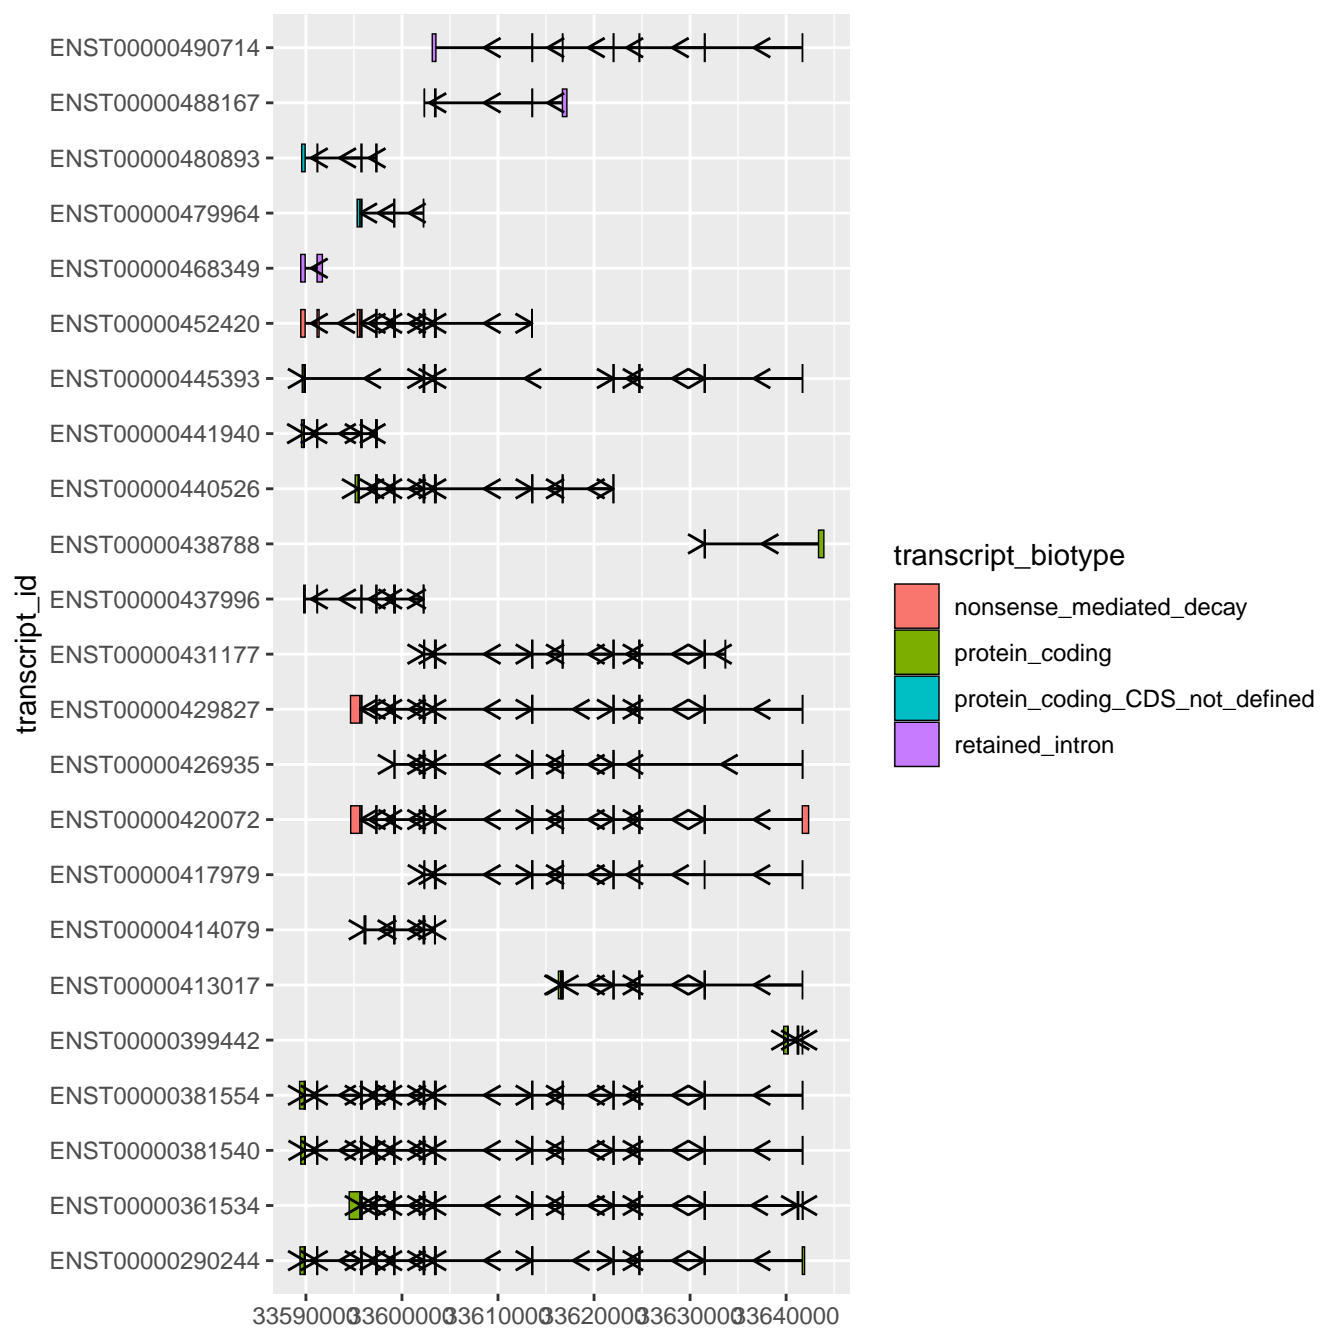 ENST00000490714
ENST00000488167
ENST00000480893
ENST00000479964
ENST00000468349
ENST00000452420
ENST00000445393
ENST00000441940
ENST00000440526
ENST00000438788
ENST00000437996
ENST00000431177
ENST00000429827
ENST00000426935
ENST00000420072
ENST00000417979
ENST00000414079
ENST00000413017
ENST00000399442
ENST00000381554
ENST00000381540
ENST00000361534
ENST00000290244
transcript_id
33590000 33600000 33610000 33620000 33630000 33640000
transcript_biotype
nonsense_mediated_decay
protein_coding
protein_coding_CDS_not_defined
retained_intron